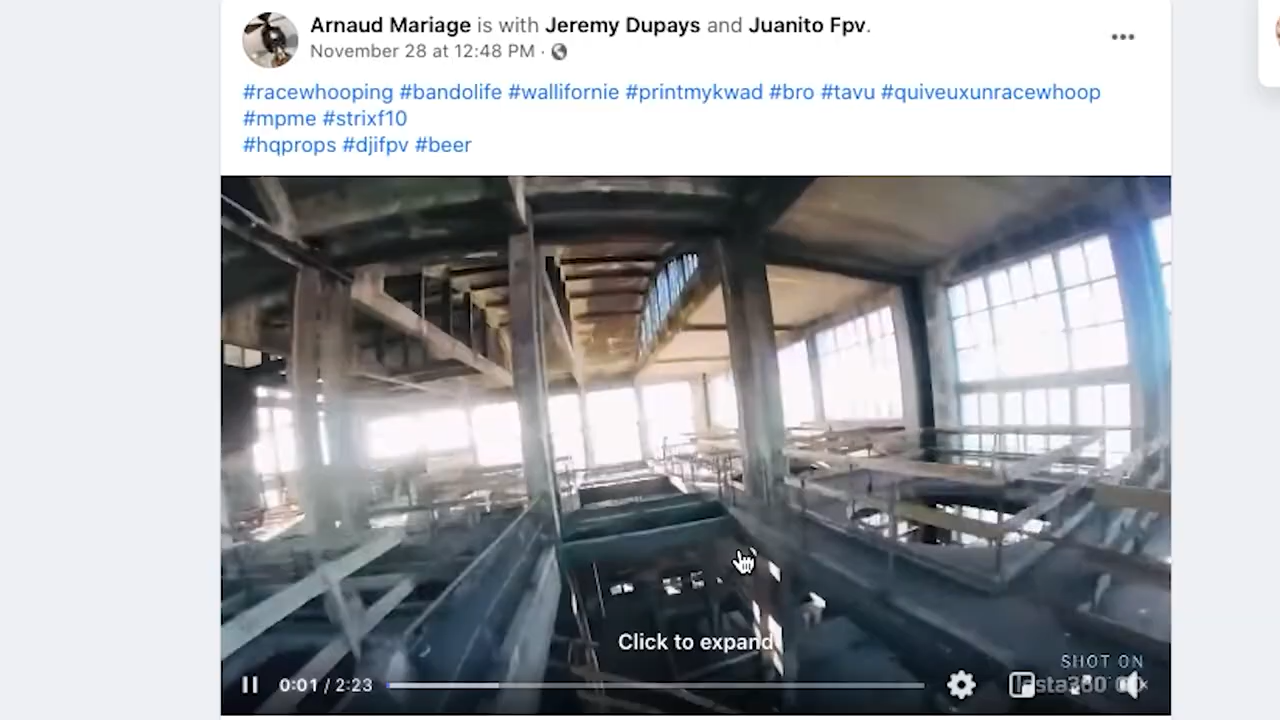 Arnaud Mariage is with Jeremy Dupays and Juanito Fpv.
November 28 at 12:48 PM ·
#racewhooping #bandolife #wallifornie #printmykwad #bro #tavu #quiveuxunracewhoop
#mpme #strixf10
#hqprops #djifpv #beer
Click to expand
SHOT ON
0:01 / 2:23